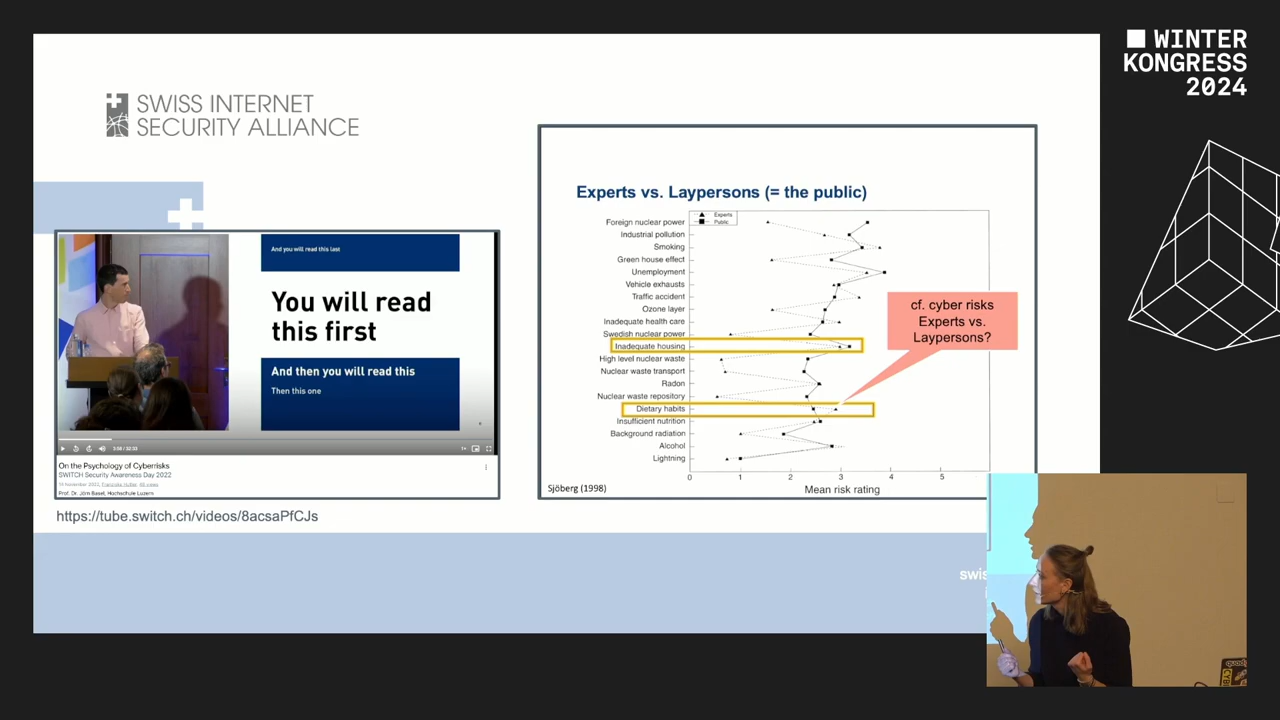 WINTER
KONGRESS
2024
SWISS INTERNET
SECURITY ALLIANCE
And you will read this last
You will read
this first
And then you will read this
Then this one
On the Psychology of Cyberrisks
SWITCH Security Awareness Day 2022
Prof. Dr. Jörn Basel, Hochschule Luzern
https://tube.switch.ch/videos/8acsaPfCJs
Experts vs. Laypersons (= the public)
Experts
Public
Foreign nuclear power
Industrial pollution
Smoking
Green house effect
Unemployment
Vehicle exhausts
Traffic accident
Ozone layer
Inadequate health care
Swedish nuclear power
Inadequate housing
High level nuclear waste
Nuclear waste transport
Radon
Nuclear waste repository
Dietary habits
Insufficient nutrition
Background radiation
Alcohol
Lightning
0 1 2 3 4 5
Mean risk rating
Sjöberg (1998)
cf. cyber risks
Experts vs.
Laypersons?
swis